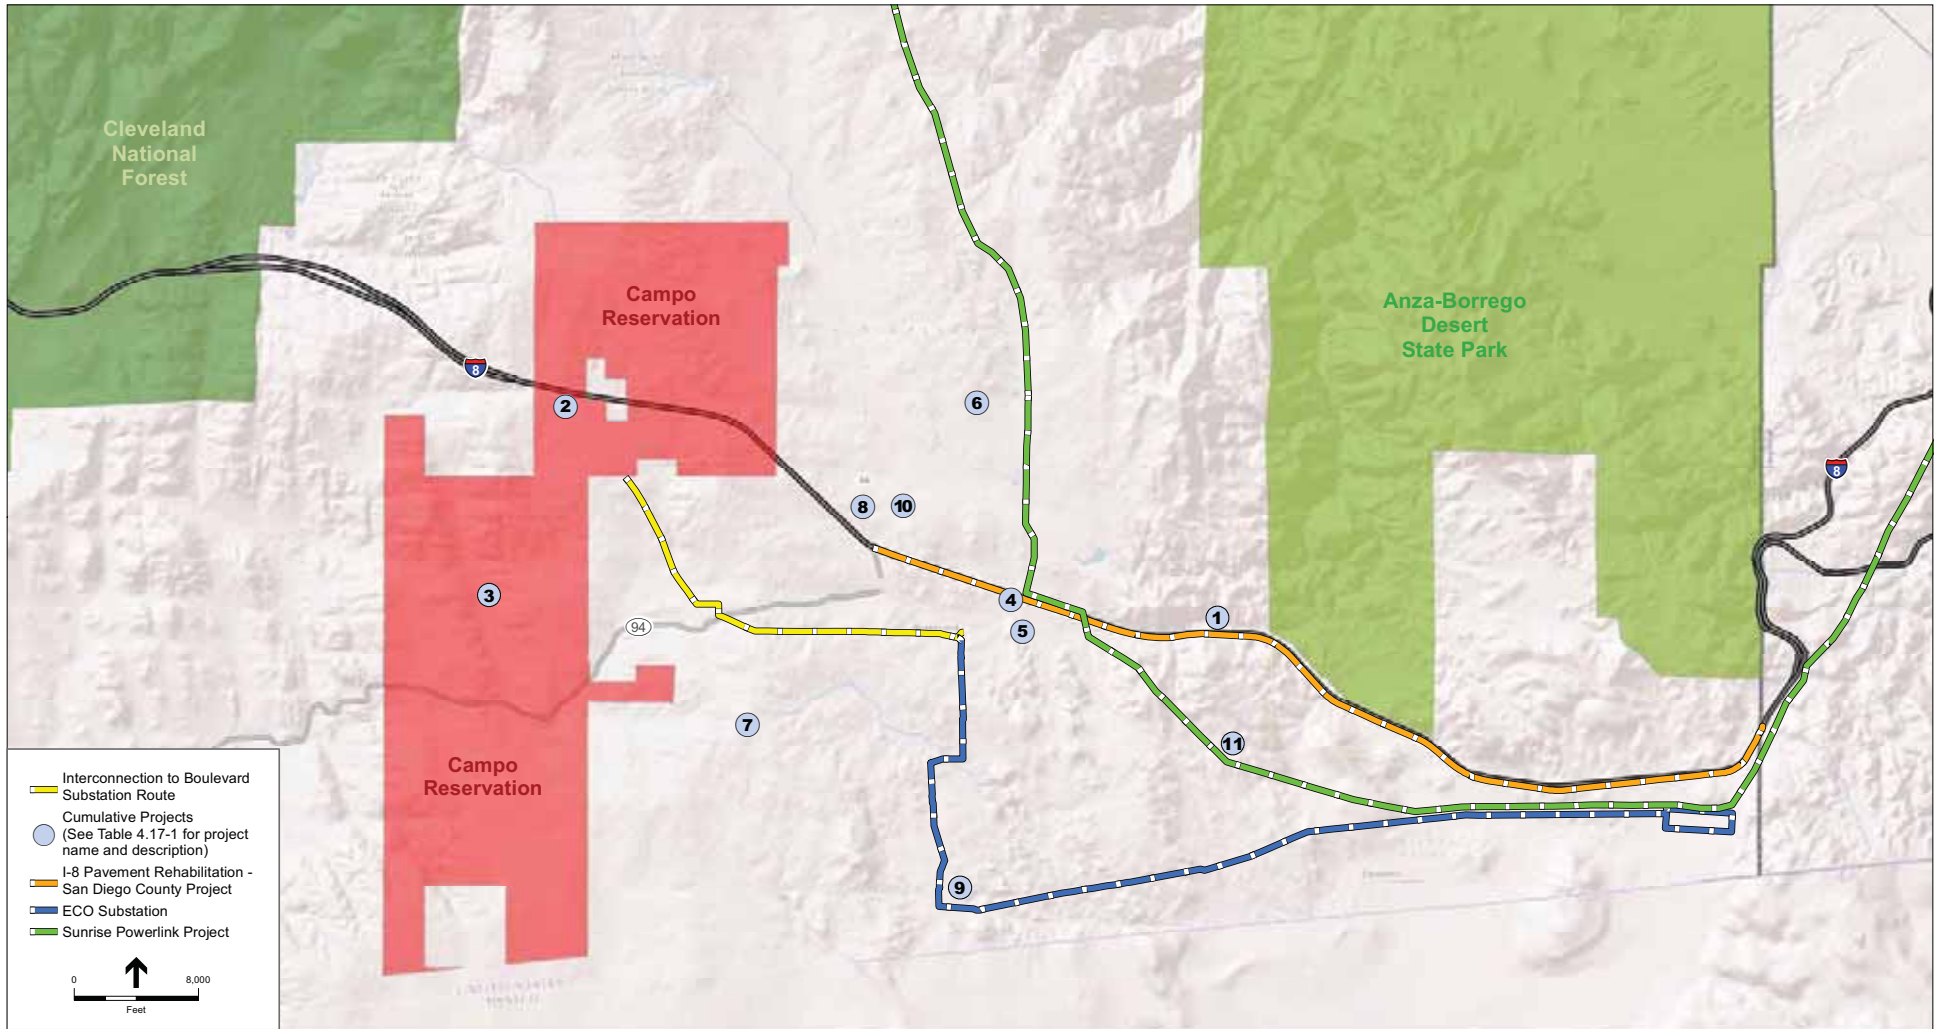 Cleveland
National
Forest
Campo
Reservation
Anza-Borrego
Desert
State Park
8
2
6
8
8
10
3
4
1
94
5
7
11
Campo
Reservation
9
Interconnection to Boulevard
Substation Route
Cumulative Projects
(See Table 4.17-1 for project
name and description)
I-8 Pavement Rehabilitation -
San Diego County Project
ECO Substation
Sunrise Powerlink Project
0 8,000
Feet